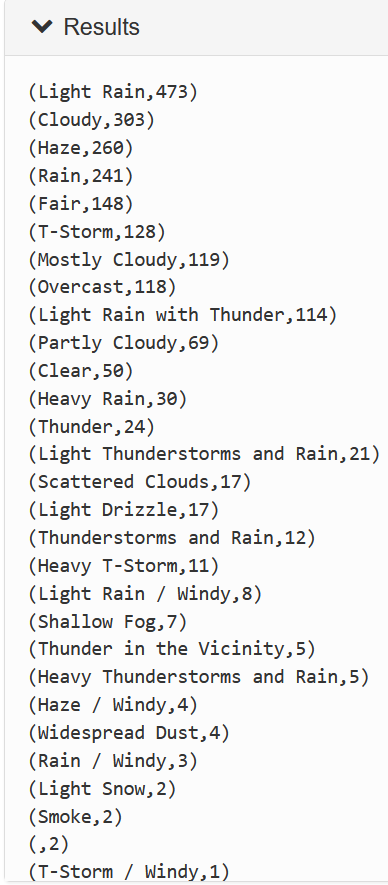 Results
(Light Rain,473)
(Cloudy,303)
(Haze,260)
(Rain,241)
(Fair,148)
(T-Storm,128)
(Mostly Cloudy,119)
(Overcast,118)
(Light Rain with Thunder,114)
(Partly Cloudy,69)
(Clear,50)
(Heavy Rain,30)
(Thunder,24)
(Light Thunderstorms and Rain,21)
(Scattered Clouds,17)
(Light Drizzle,17)
(Thunderstorms and Rain,12)
(Heavy T-Storm,11)
(Light Rain / Windy,8)
(Shallow Fog,7)
(Thunder in the Vicinity,5)
(Heavy Thunderstorms and Rain,5)
(Haze / Windy,4)
(Widespread Dust,4)
(Rain / Windy,3)
(Light Snow,2)
(Smoke,2)
(,2)
(T-Storm / Windy,1)